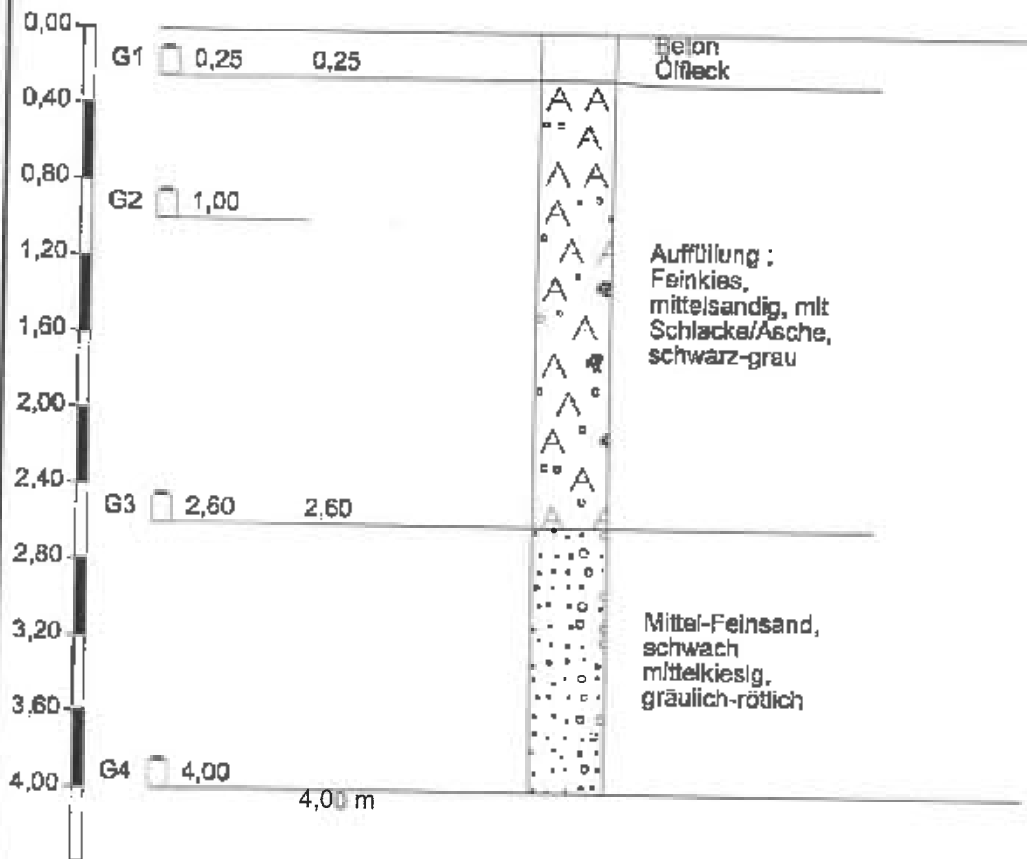 0,00
G1 0,25 0,25
Beton
Ölfleck
0,40
0,80
G2 1,00
1,20
Auffüllung :
Feinkies,
mittelsandig, mit
Schlacke/Asche,
schwarz-grau
1,60
2,00
2,40
G3 2,60 2,60
2,80
3,20
Mittel-Feinsand,
schwach
mittelkiesig,
gräulich-rötlich
3,60
4,00
G4 4,00
4,00 m